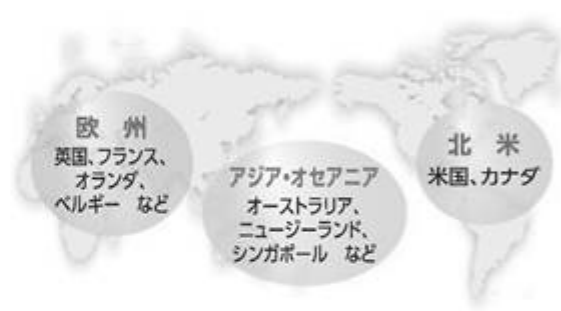 欧 州
英国、フランス、
オランダ、
ベルギー など
アジア・オセアニア
オーストラリア、
ニュージーランド、
シンガポール など
北 米
米国、カナダ